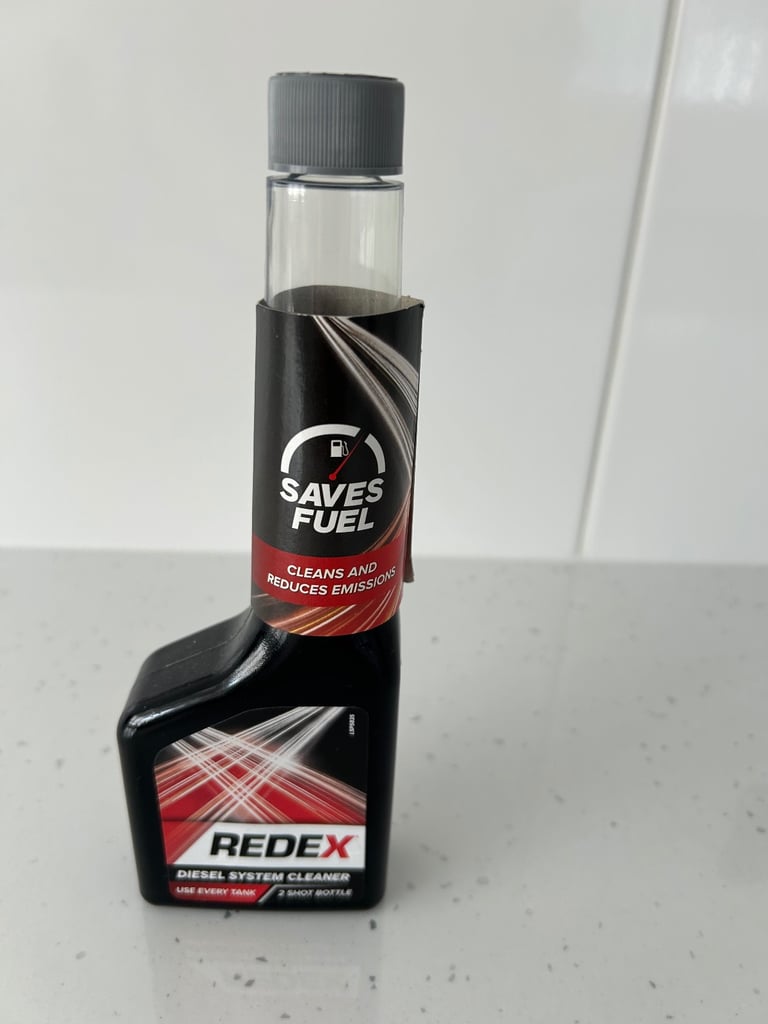 SAVES
FUEL
CLEANS AND
REDUCES EMISSIONS
REDEX
DIESEL SYSTEM CLEANER
USE EVERY TANK 2 SHOT BOTTLE